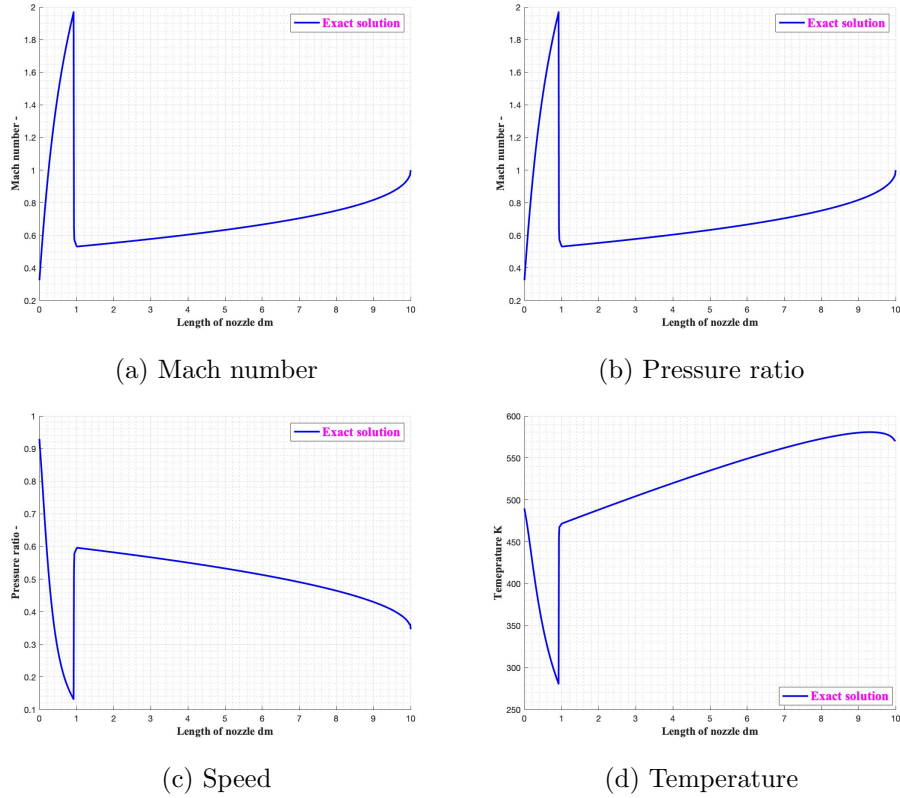 Exact solution
Mach number -
2
1.8
1.6
1.4
1.2
1
0.8
0.6
0.4
0.2
0 1 2 3 4 5 6 7 8 9 10
Length of nozzle dm
(a) Mach number
Exact solution
Mach number -
2
1.8
1.6
1.4
1.2
1
0.8
0.6
0.4
0.2
0 1 2 3 4 5 6 7 8 9 10
Length of nozzle dm
(b) Pressure ratio
Exact solution
Pressure ratio -
1
0.9
0.8
0.7
0.6
0.5
0.4
0.3
0.2
0.1
0 1 2 3 4 5 6 7 8 9 10
Length of nozzle dm
(c) Speed
Temeprature K
600
550
500
450
400
350
300
250
Exact solution
0 1 2 3 4 5 6 7 8 9 10
Length of nozzle dm
(d) Temperature